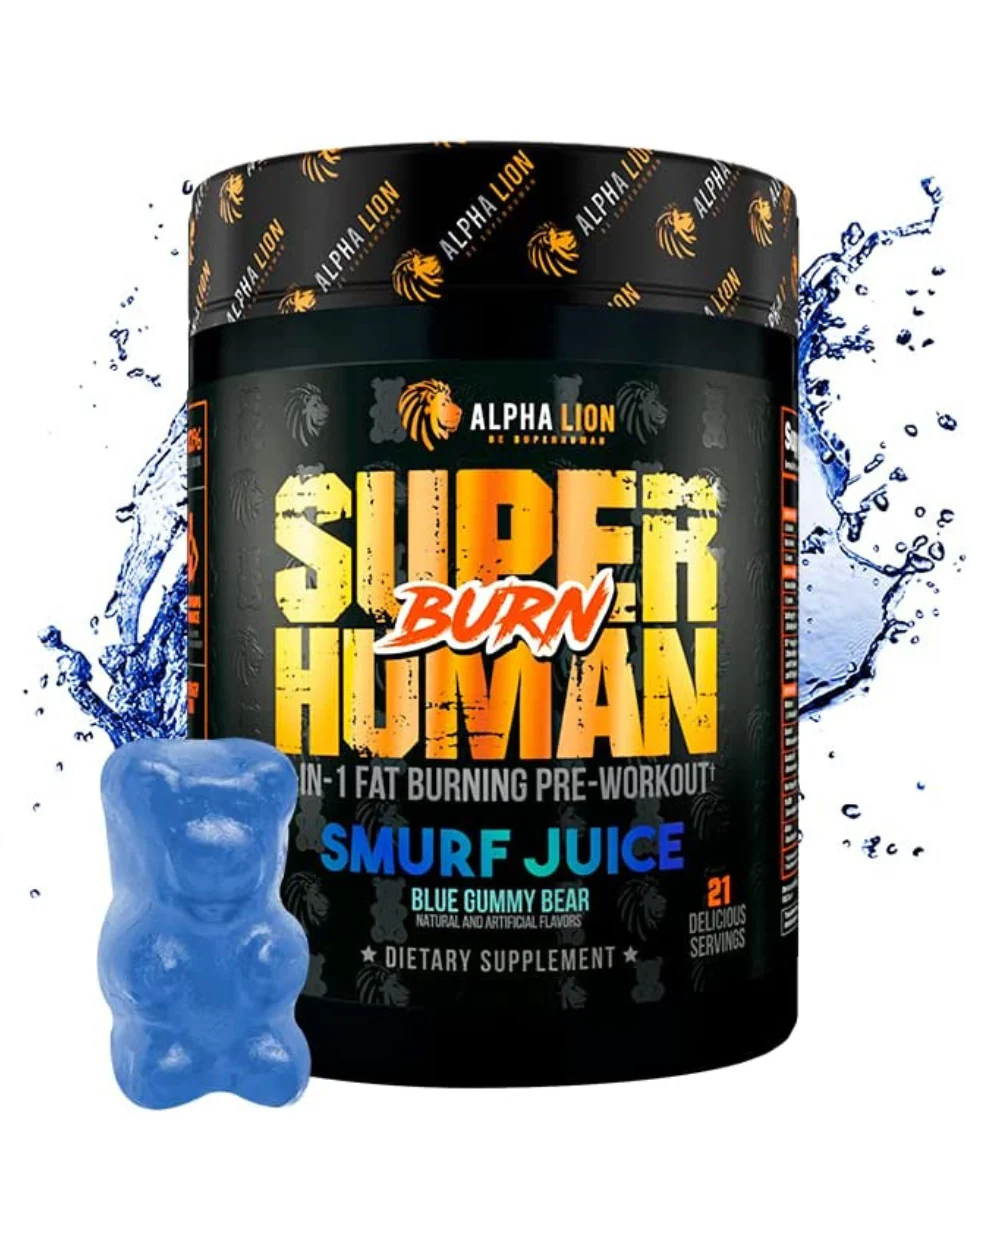 ALPHA LION
ALPHA LION
ALPHA LION
ALPHA LION
ALPHA
ALPHA LION
BE SUPERHUMAN
SUPER
BURN
HUMAN
IN-1 FAT BURNING PRE-WORKOUT†
SMURF JUICE
BLUE GUMMY BEAR
NATURAL AND ARTIFICIAL FLAVORS
21
DELICIOUS
SERVINGS
★ DIETARY SUPPLEMENT ★